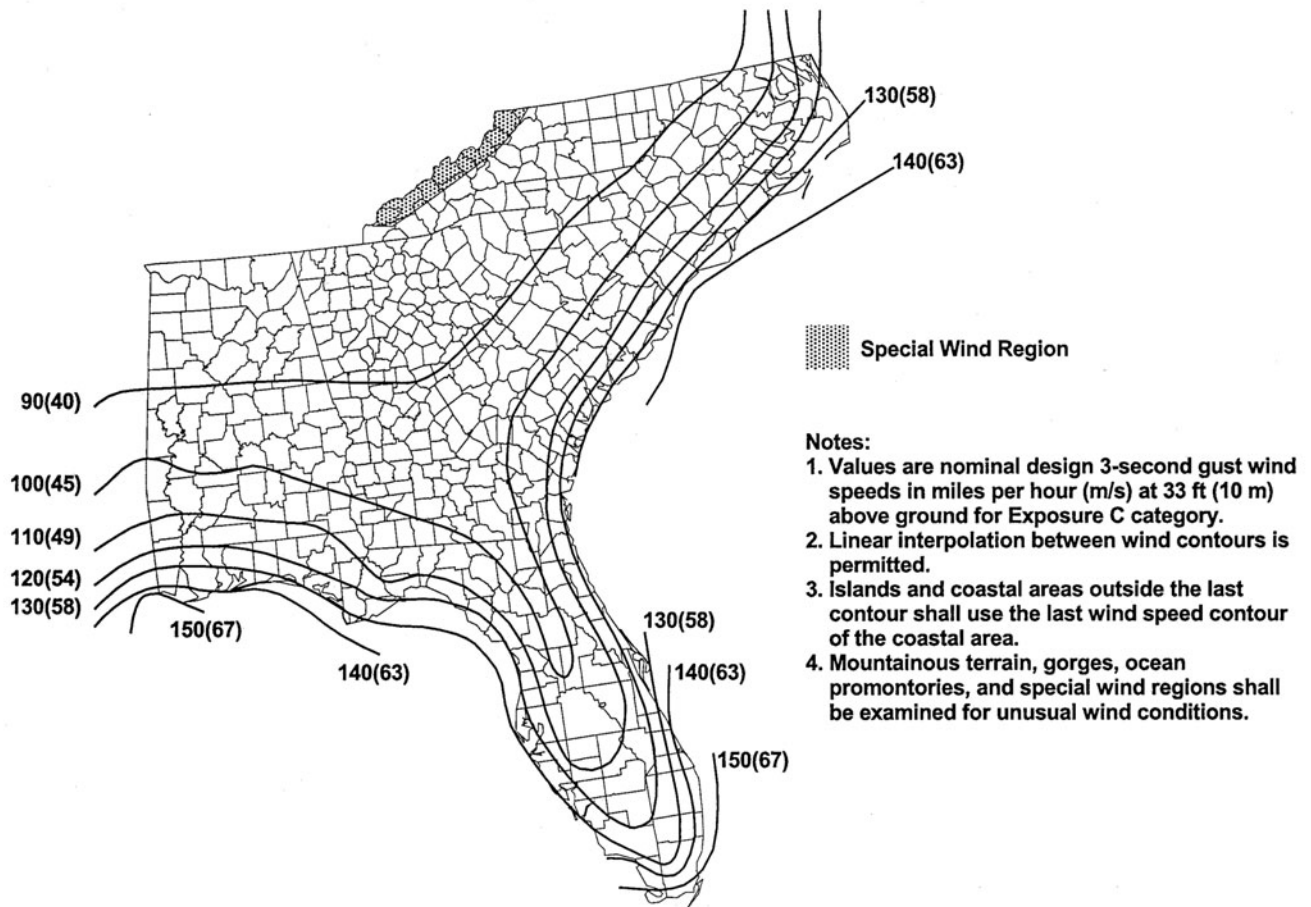 130(58)
140(63)
Special Wind Region
90(40)
100(45)
110(49)
120(54)
130(58)
150(67)
140(63)
130(58)
140(63)
150(67)
Notes:
1. Values are nominal design 3-second gust wind
speeds in miles per hour (m/s) at 33 ft (10 m)
above ground for Exposure C category.
2. Linear interpolation between wind contours is
permitted.
3. Islands and coastal areas outside the last
contour shall use the last wind speed contour
of the coastal area.
4. Mountainous terrain, gorges, ocean
promontories, and special wind regions shall
be examined for unusual wind conditions.